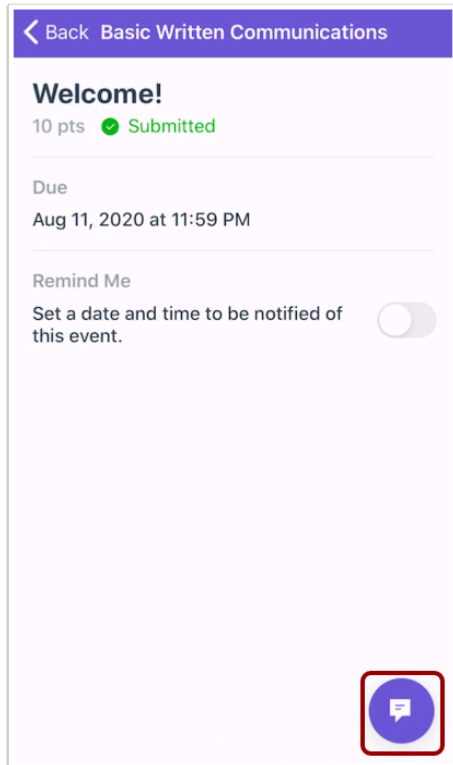 Back Basic Written Communications
Welcome!
10 pts Submitted
Due
Aug 11, 2020 at 11:59 PM
Remind Me
Set a date and time to be notified of
this event.